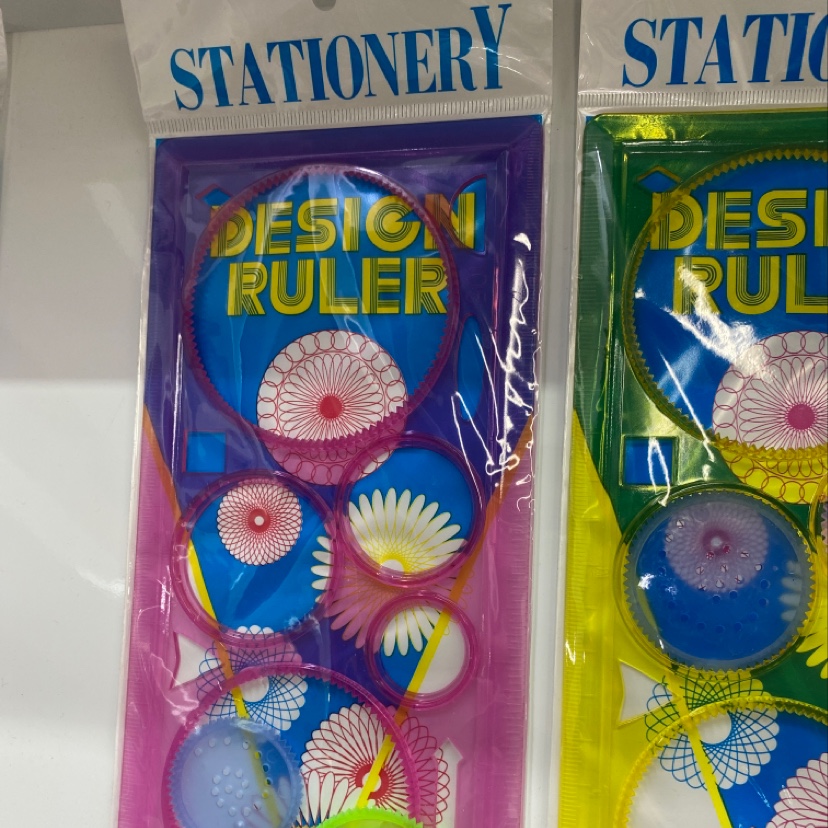 STATIONERY
DESIGN
RULER
STATIO
DESI
RUL